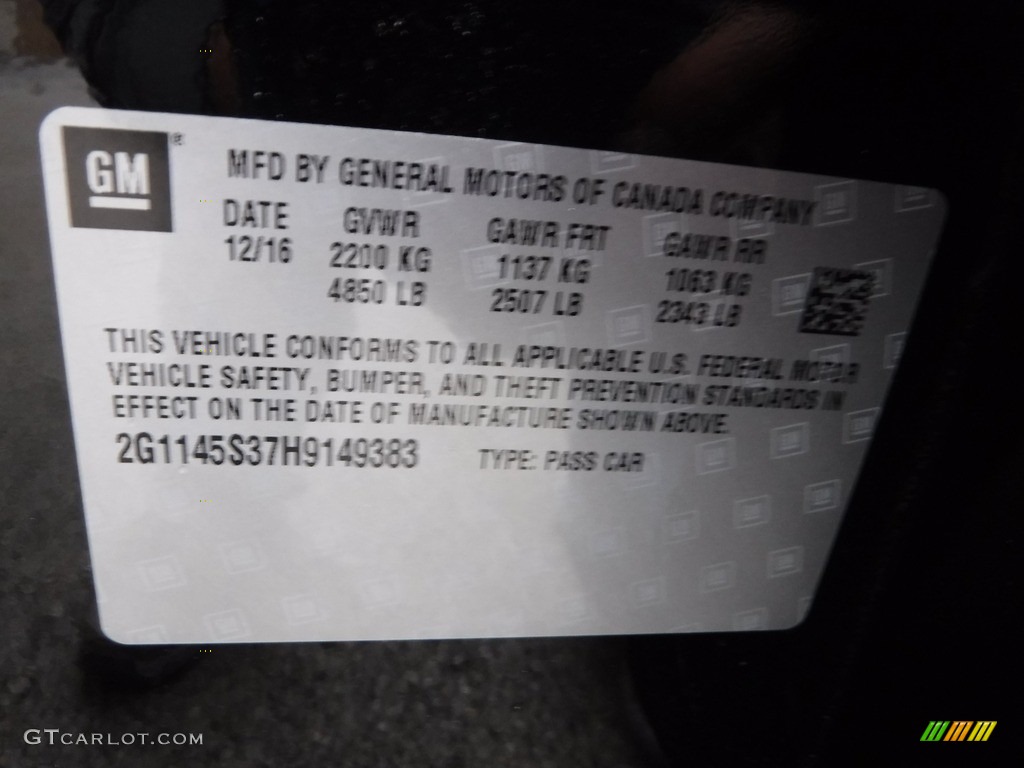 GM ®
MFD BY GENERAL MOTORS OF CANADA COMPANY
DATE GVWR GAWR FRT GAWR RR
12/16 2200 KG 1137 KG 1063 KG
4850 LB 2507 LB 2343 LB
THIS VEHICLE CONFORMS TO ALL APPLICABLE U.S. FEDERAL MOTOR
VEHICLE SAFETY, BUMPER, AND THEFT PREVENTION STANDARDS IN
EFFECT ON THE DATE OF MANUFACTURE SHOWN ABOVE.
2G1145S37H9149383 TYPE: PASS CAR
GTCARLOT.COM